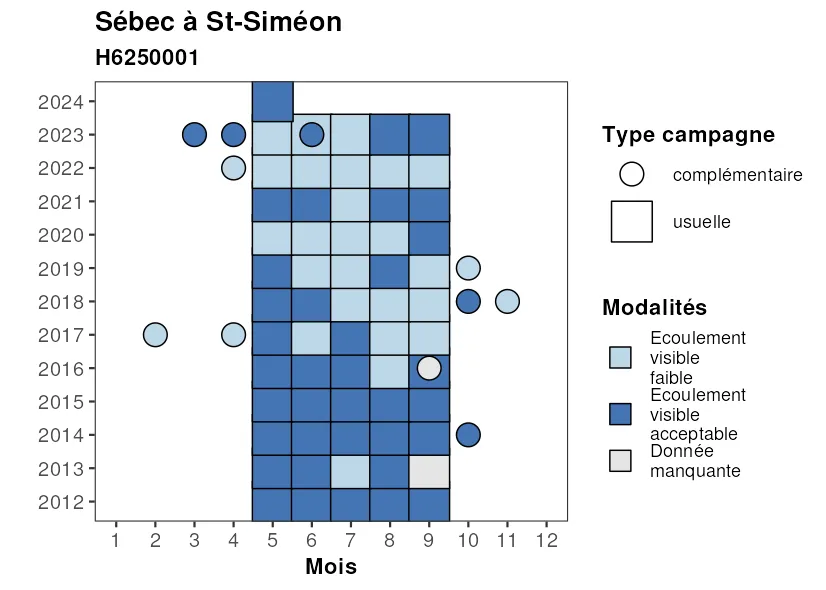 Sébec à St-Siméon
H6250001
2024
2023
2022
2021
2020
2019
2018
2017
2016
2015
2014
2013
2012
1 2 3 4 5 6 7 8 9 10 11 12
Mois
Type campagne
complémentaire
usuelle
Modalités
Ecoulement
visible
faible
Ecoulement
visible
acceptable
Donnée
manquante